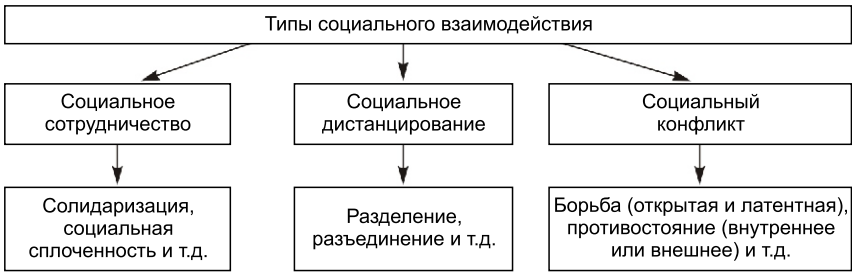 Типы социального взаимодействия
Социальное
сотрудничество
Социальное
дистанцирование
Социальный
конфликт
Солидаризация,
социальная
сплоченность и т.д.
Разделение,
разъединение и т.д.
Борьба (открытая и латентная),
противостояние (внутреннее
или внешнее) и т.д.